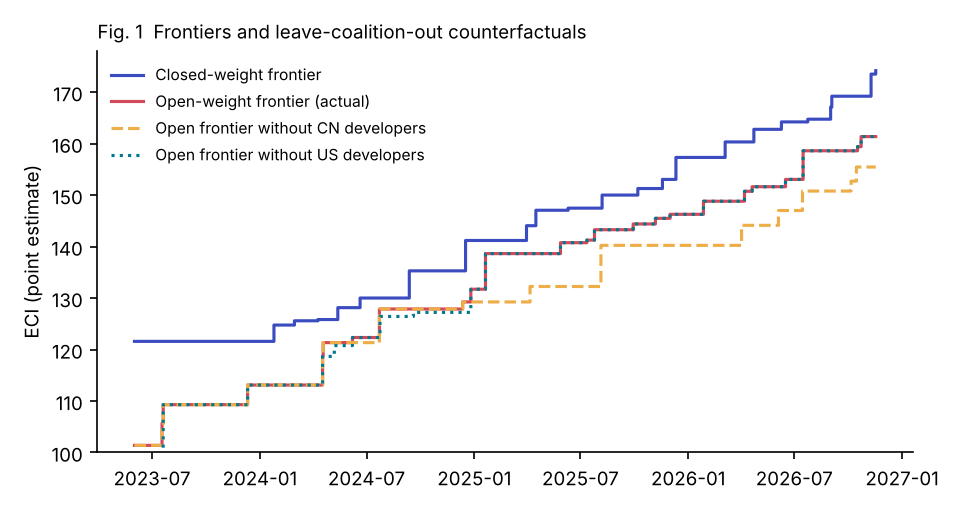 Fig. 1 Frontiers and leave-coalition-out counterfactuals
Closed-weight frontier
Open-weight frontier (actual)
Open frontier without CN developers
Open frontier without US developers
ECI (point estimate)
170
160
150
140
130
120
110
100
2023-07
2024-01
2024-07
2025-01
2025-07
2026-01
2026-07
2027-01